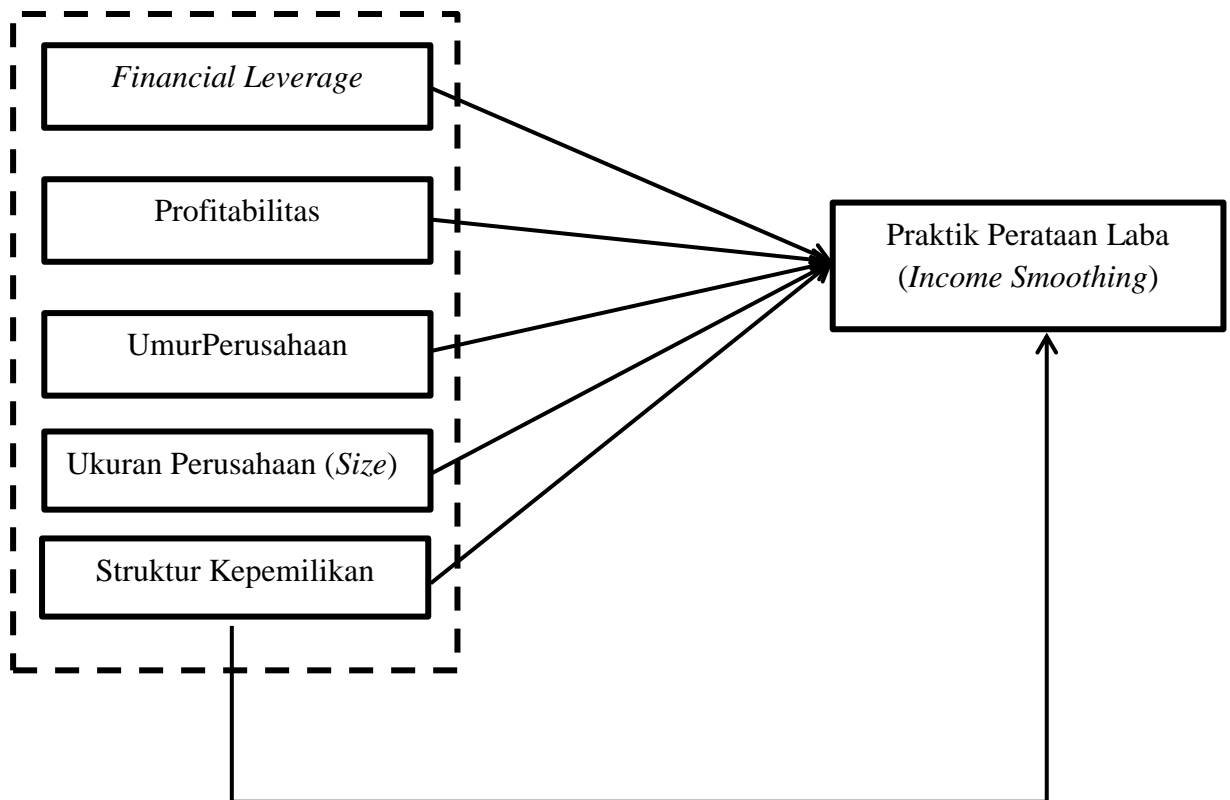 Financial Leverage
Profitabilitas
UmurPerusahaan
Ukuran Perusahaan (Size)
Struktur Kepemilikan
Praktik Perataan Laba
(Income Smoothing)